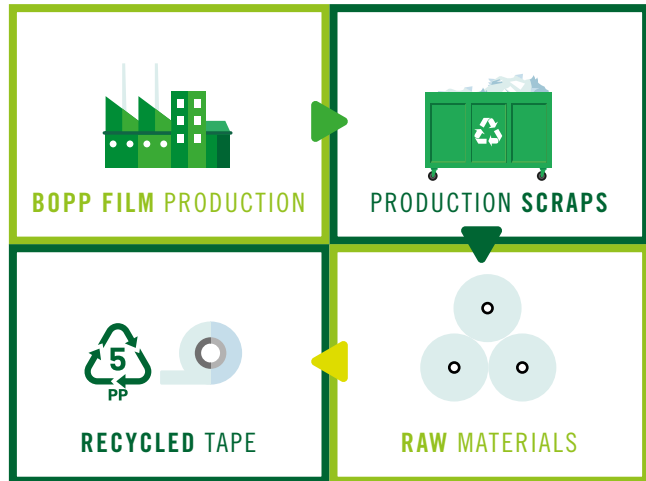 BOPP FILM PRODUCTION
PRODUCTION SCRAPS
5
PP
RECYCLED TAPE
RAW MATERIALS